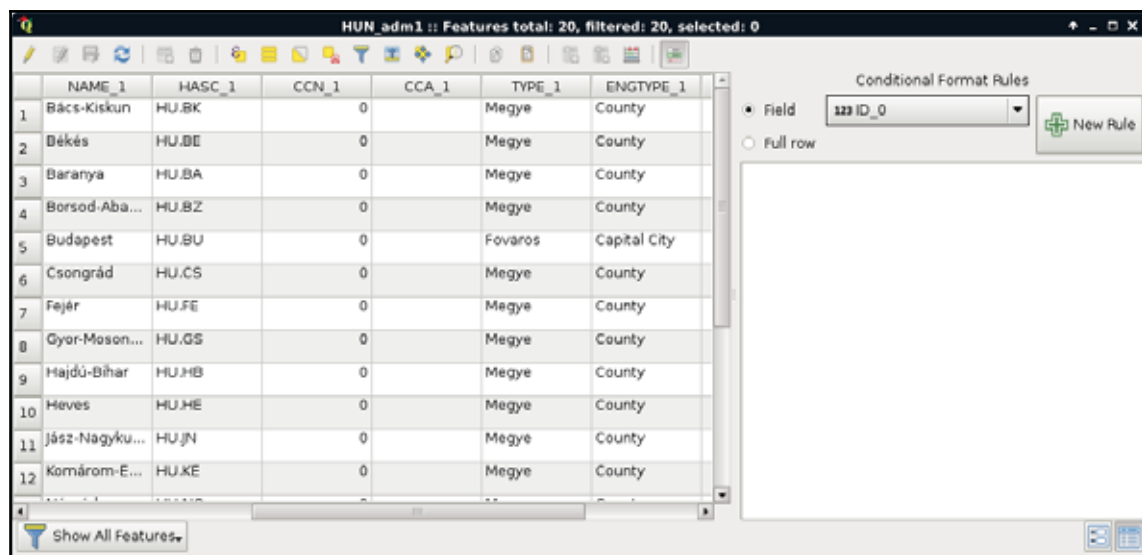 HUN_adm1 :: Features total: 20, filtered: 20, selected: 0
NAME_1 HASC_1 CCN_1 CCA_1 TYPE_1 ENGTYPE_1
1 Bács-Kiskun HU.BK 0 Megye County
2 Békés HU.BE 0 Megye County
3 Baranya HU.BA 0 Megye County
4 Borsod-Aba... HU.BZ 0 Megye County
5 Budapest HU.BU 0 Fovaros Capital City
6 Csongrád HU.CS 0 Megye County
7 Fejér HU.FE 0 Megye County
8 Gyor-Moson... HU.GS 0 Megye County
9 Hajdú-Bihar HU.HB 0 Megye County
10 Heves HU.HE 0 Megye County
11 Jász-Nagyku... HU.JN 0 Megye County
12 Komárom-E... HU.KE 0 Megye County
Show All Features
Conditional Format Rules
Field 123 ID_0
New Rule
Full row